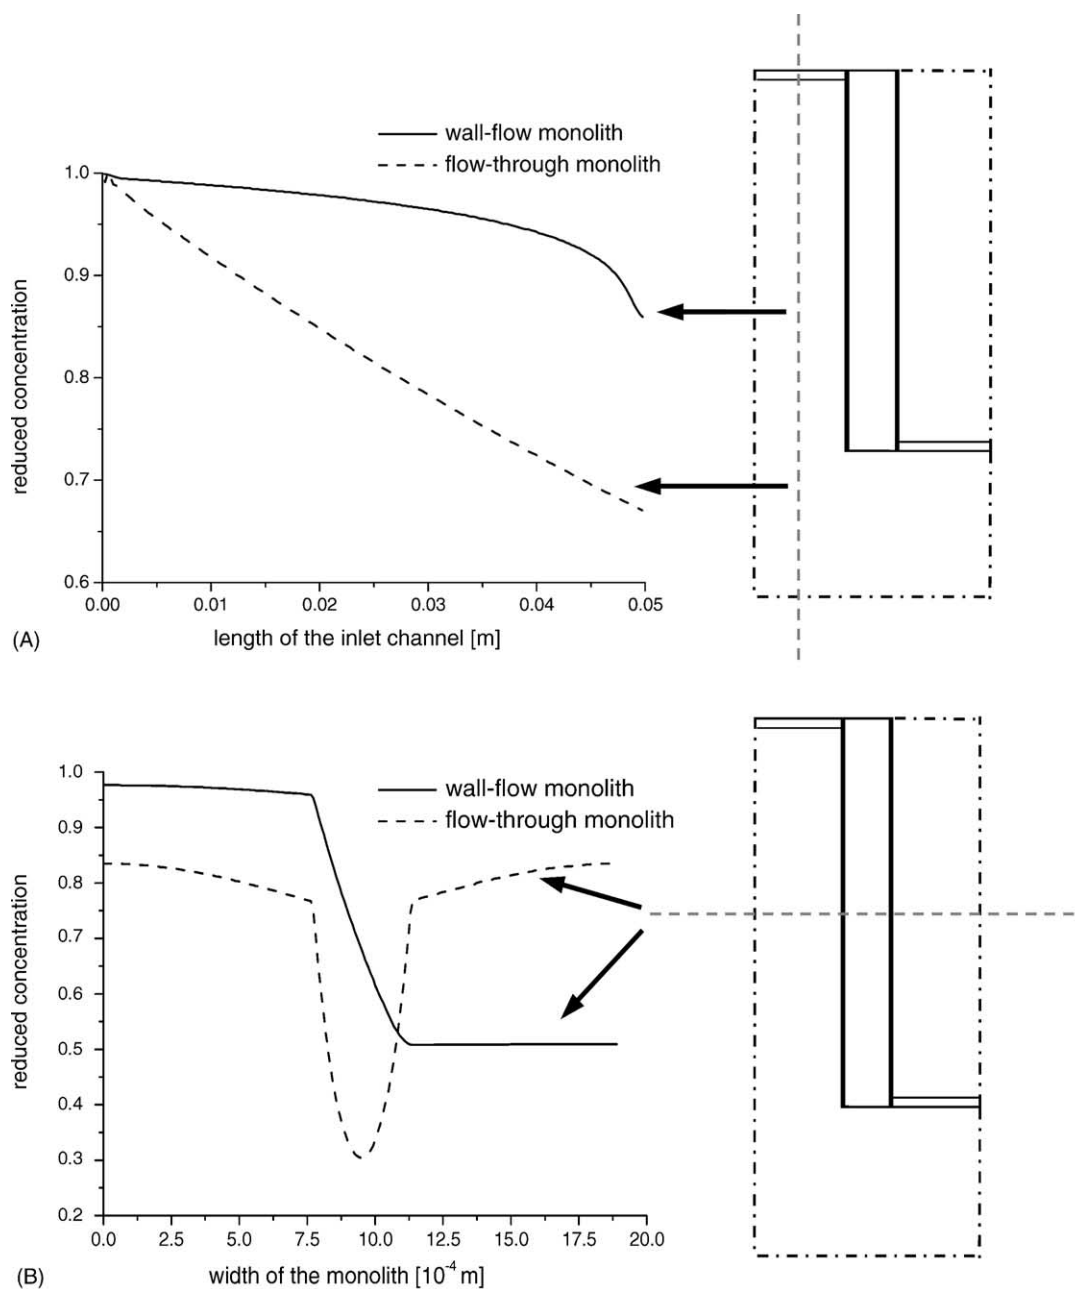 wall-flow monolith
flow-through monolith
1.0
0.9
0.8
0.7
0.6
reduced concentration
0.00 0.01 0.02 0.03 0.04 0.05
length of the inlet channel [m]
(A)
wall-flow monolith
flow-through monolith
1.0
0.9
0.8
0.7
0.6
0.5
0.4
0.3
0.2
reduced concentration
0.0 2.5 5.0 7.5 10.0 12.5 15.0 17.5 20.0
width of the monolith [10⁻⁴ m]
(B)